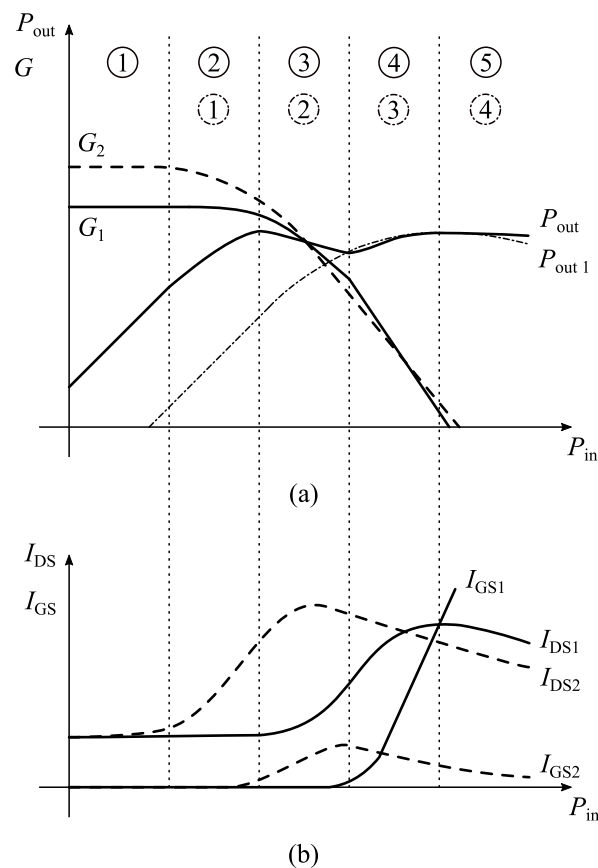 P_out
① ② ③ ④ ⑤
G
① ② ③ ④
G_2
G_1
P_out
P_out 1
P_in
(a)
I_DS
I_GS
I_GS1
I_DS1
I_DS2
I_GS2
P_in
(b)